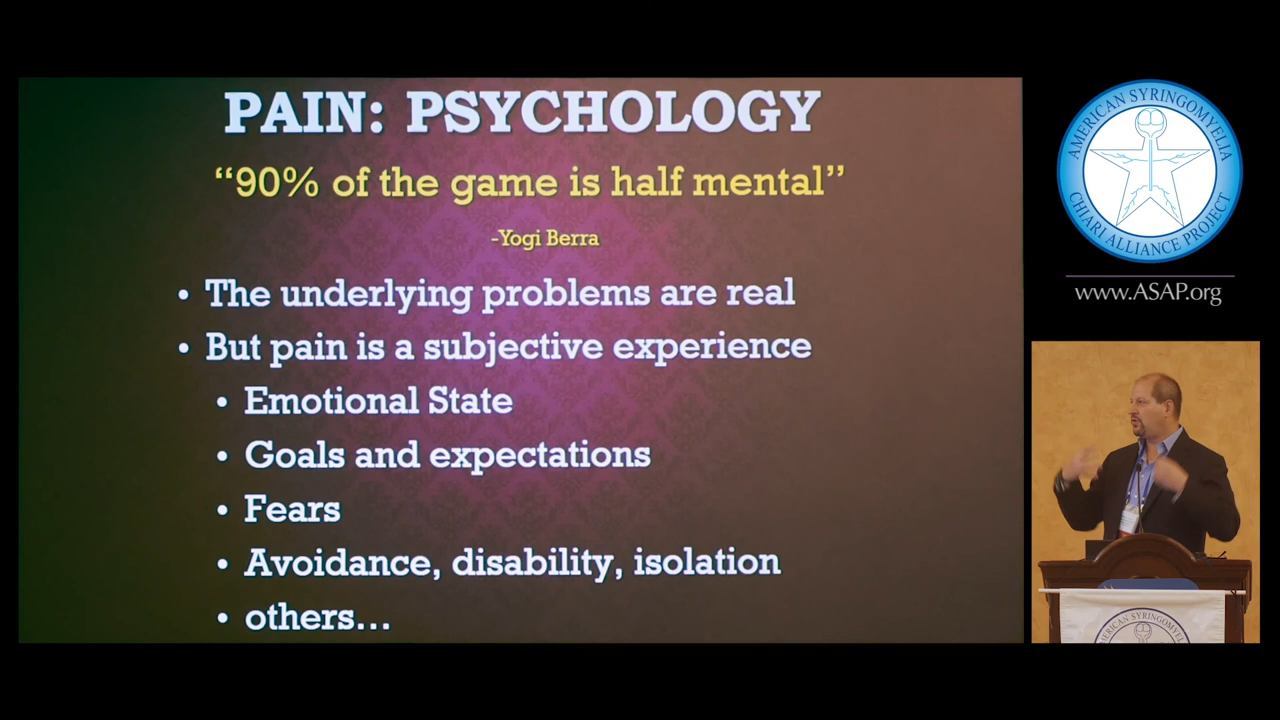 PAIN: PSYCHOLOGY
“90% of the game is half mental”
-Yogi Berra
• The underlying problems are real
• But pain is a subjective experience
• Emotional State
• Goals and expectations
• Fears
• Avoidance, disability, isolation
• others...
AMERICAN SYRINGOMYELIA
CHIARI ALLIANCE PROJECT
www.ASAP.org
AMERICAN SYRINGOMYELIA